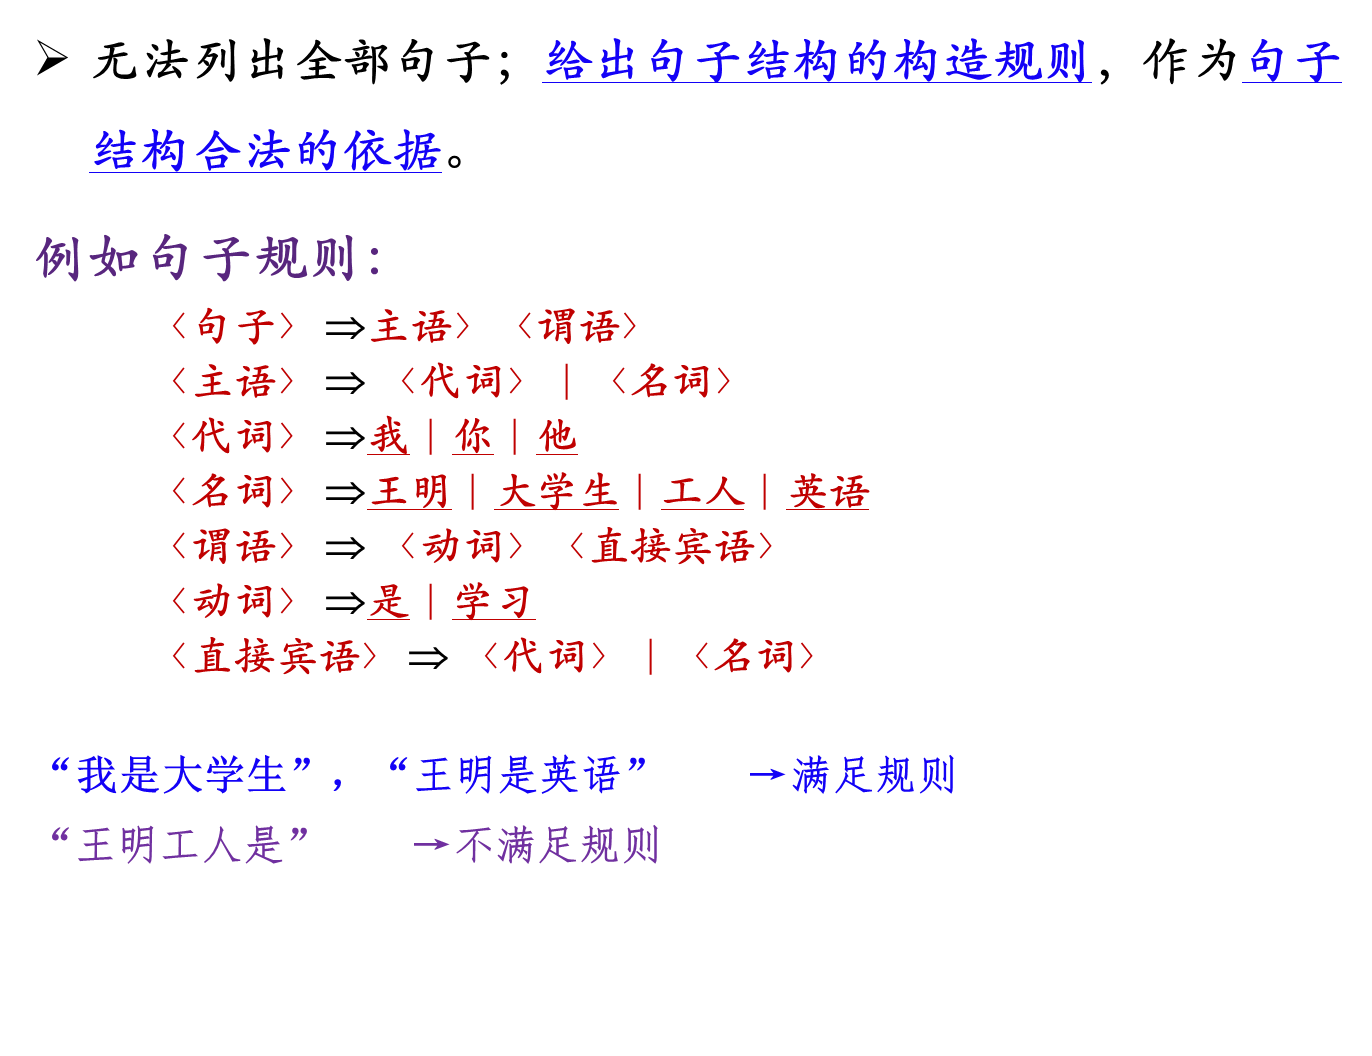 ➢ 无法列出全部句子；给出句子结构的构造规则，作为句子
结构合法的依据。
例如句子规则：
〈句子〉⇒主语〉〈谓语〉
〈主语〉⇒〈代词〉｜〈名词〉
〈代词〉⇒我｜你｜他
〈名词〉⇒王明｜大学生｜工人｜英语
〈谓语〉⇒〈动词〉〈直接宾语〉
〈动词〉⇒是｜学习
〈直接宾语〉⇒〈代词〉｜〈名词〉
“我是大学生”，“王明是英语” →满足规则
“王明工人是” →不满足规则